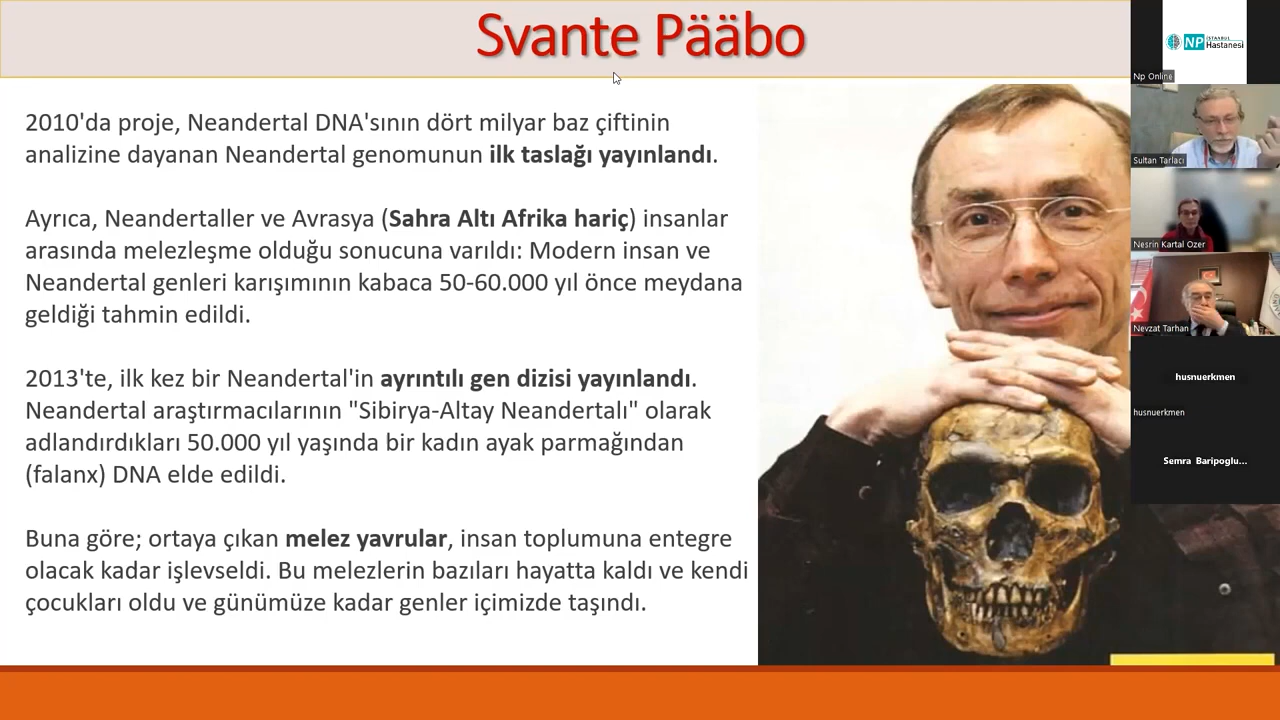 Svante Pääbo
2010'da proje, Neandertal DNA'sının dört milyar baz çiftinin
analizine dayanan Neandertal genomunun ilk taslağı yayınlandı.
Ayrıca, Neandertaller ve Avrasya (Sahra Altı Afrika hariç) insanlar
arasında melezleşme olduğu sonucuna varıldı: Modern insan ve
Neandertal genleri karışımının kabaca 50-60.000 yıl önce meydana
geldiği tahmin edildi.
2013'te, ilk kez bir Neandertal'in ayrıntılı gen dizisi yayınlandı.
Neandertal araştırmacılarının "Sibirya-Altay Neandertalı" olarak
adlandırdıkları 50.000 yıl yaşında bir kadın ayak parmağından
(falanx) DNA elde edildi.
Buna göre; ortaya çıkan melez yavrular, insan toplumuna entegre
olacak kadar işlevseldi. Bu melezlerin bazıları hayatta kaldı ve kendi
çocukları oldu ve günümüze kadar genler içimizde taşındı.
NP İSTANBUL
Hastanesi
Np Online
Sultan Tarlacı
Nesrin Kartal Ozer
Nevzat Tarhan
husnuerkmen
husnuerkmen
Semra Baripoglu...